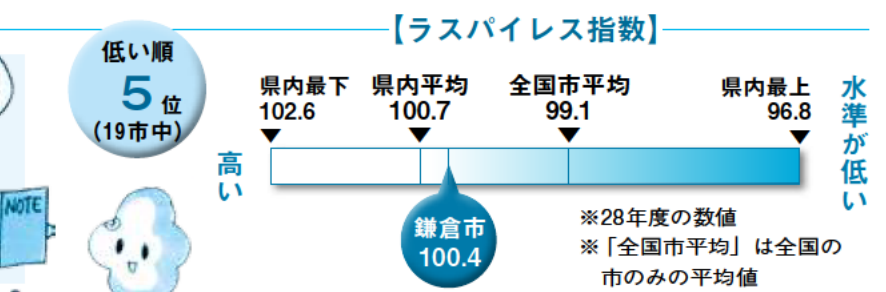 【ラスパイレス指数】
低い順
5位
(19市中)
県内最下
102.6
県内平均
100.7
全国市平均
99.1
県内最上
96.8
高い
水準が低い
鎌倉市
100.4
※28年度の数値
※「全国市平均」は全国の
市のみの平均値
NOTE